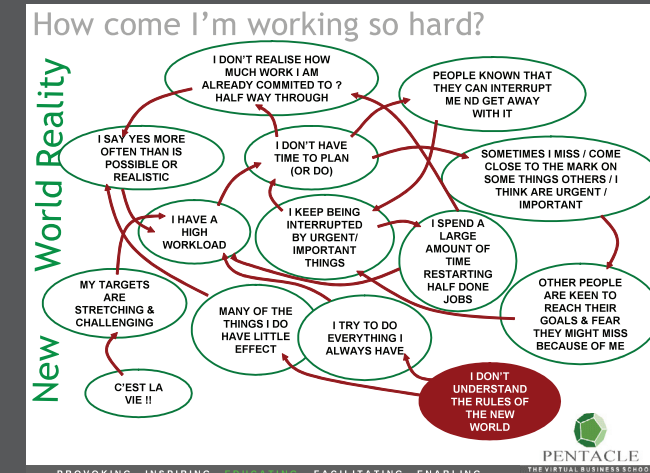 How come I'm working so hard?
New World Reality
I DON'T REALISE HOW
MUCH WORK I AM
ALREADY COMMITED TO ?
HALF WAY THROUGH
PEOPLE KNOWN THAT
THEY CAN INTERRUPT
ME ND GET AWAY
WITH IT
I SAY YES MORE
OFTEN THAN IS
POSSIBLE OR
REALISTIC
I DON'T HAVE
TIME TO PLAN
(OR DO)
SOMETIMES I MISS / COME
CLOSE TO THE MARK ON
SOME THINGS OTHERS / I
THINK ARE URGENT /
IMPORTANT
I HAVE A
HIGH
WORKLOAD
I KEEP BEING
INTERRUPTED
BY URGENT/
IMPORTANT
THINGS
I SPEND A
LARGE
AMOUNT OF
TIME
RESTARTING
HALF DONE
JOBS
MY TARGETS
ARE
STRETCHING &
CHALLENGING
MANY OF THE
THINGS I DO
HAVE LITTLE
EFFECT
I TRY TO DO
EVERYTHING I
ALWAYS HAVE
OTHER PEOPLE
ARE KEEN TO
REACH THEIR
GOALS & FEAR
THEY MIGHT MISS
BECAUSE OF ME
C'EST LA
VIE !!
I DON'T
UNDERSTAND
THE RULES OF
THE NEW
WORLD
PENTACLE
THE VIRTUAL BUSINESS SCHOOL
PROVOKING INSPIRING EDUCATING FACILITATING ENABLING